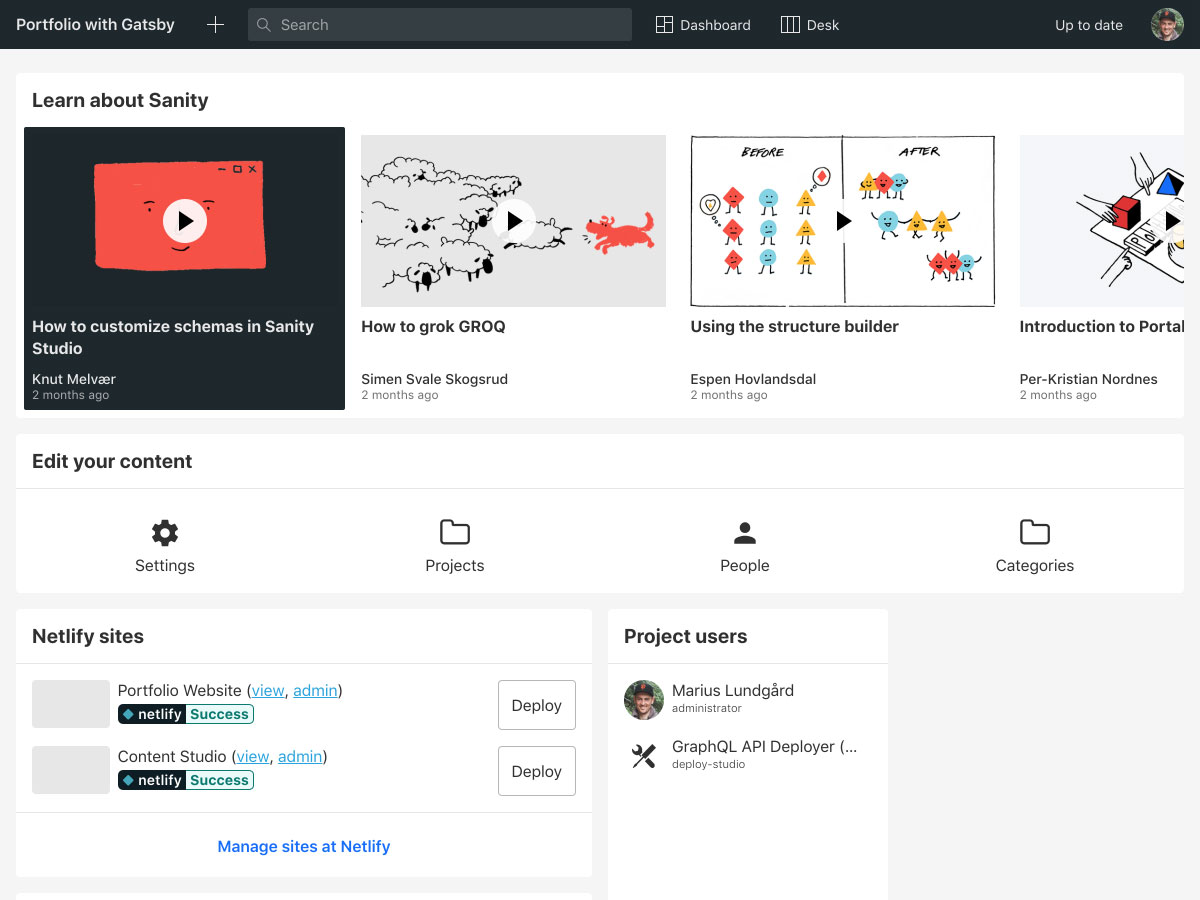 Portfolio with Gatsby
Search
Dashboard
Desk
Up to date
Learn about Sanity
BEFORE
AFTER
How to customize schemas in Sanity
Studio
Knut Melvær
2 months ago
How to grok GROQ
Simen Svale Skogsrud
2 months ago
Using the structure builder
Espen Hovlandsdal
2 months ago
Introduction to Portal
Per-Kristian Nordnes
2 months ago
Edit your content
Settings
Projects
People
Categories
Netlify sites
Portfolio Website (view, admin)
netlify Success
Deploy
Content Studio (view, admin)
netlify Success
Deploy
Manage sites at Netlify
Project users
Marius Lundgård
administrator
GraphQL API Deployer (...
deploy-studio